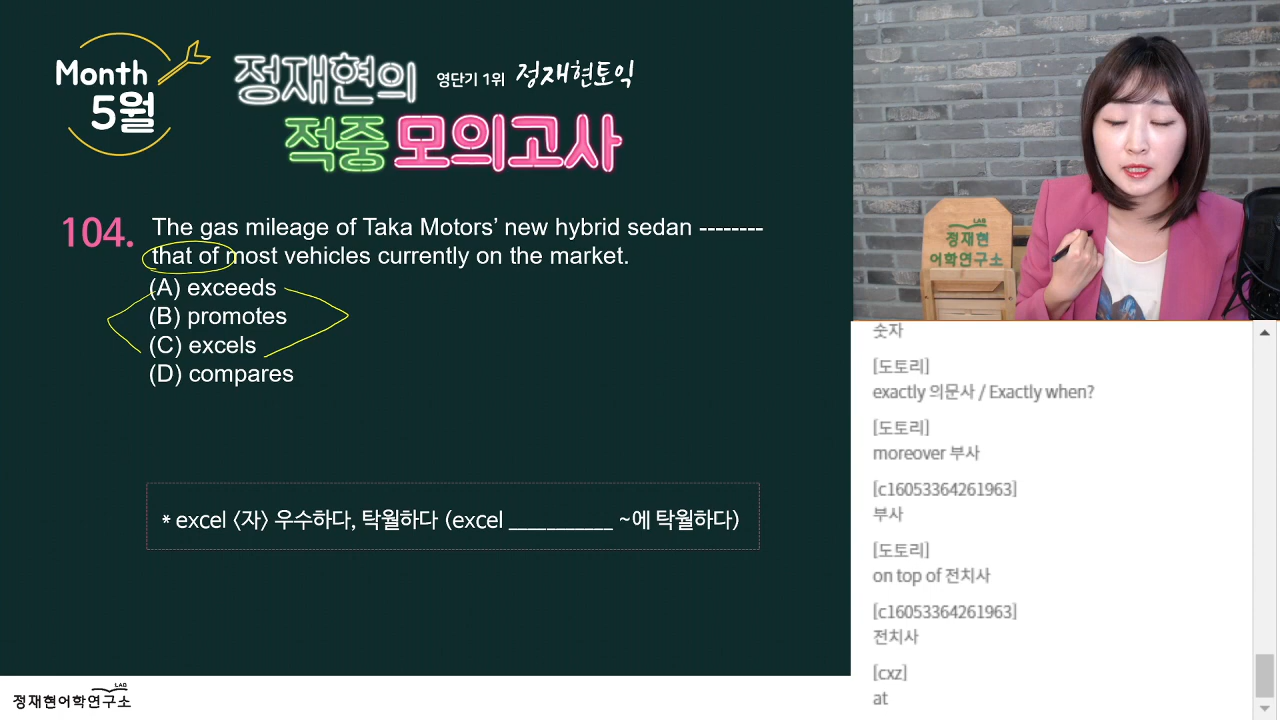 Month
5월
정재현의
영단기 1위 정재현토익
적중 모의고사
104. The gas mileage of Taka Motors’ new hybrid sedan --------
that of most vehicles currently on the market.
(A) exceeds
(B) promotes
(C) excels
(D) compares
* excel <자> 우수하다, 탁월하다 (excel ___________ ~에 탁월하다)
LAB
정재현어학연구소
LAB
정재현
어학연구소
숫자
[도토리]
exactly 의문사 / Exactly when?
[도토리]
moreover 부사
[c16053364261963]
부사
[도토리]
on top of 전치사
[c16053364261963]
전치사
[cxz]
at